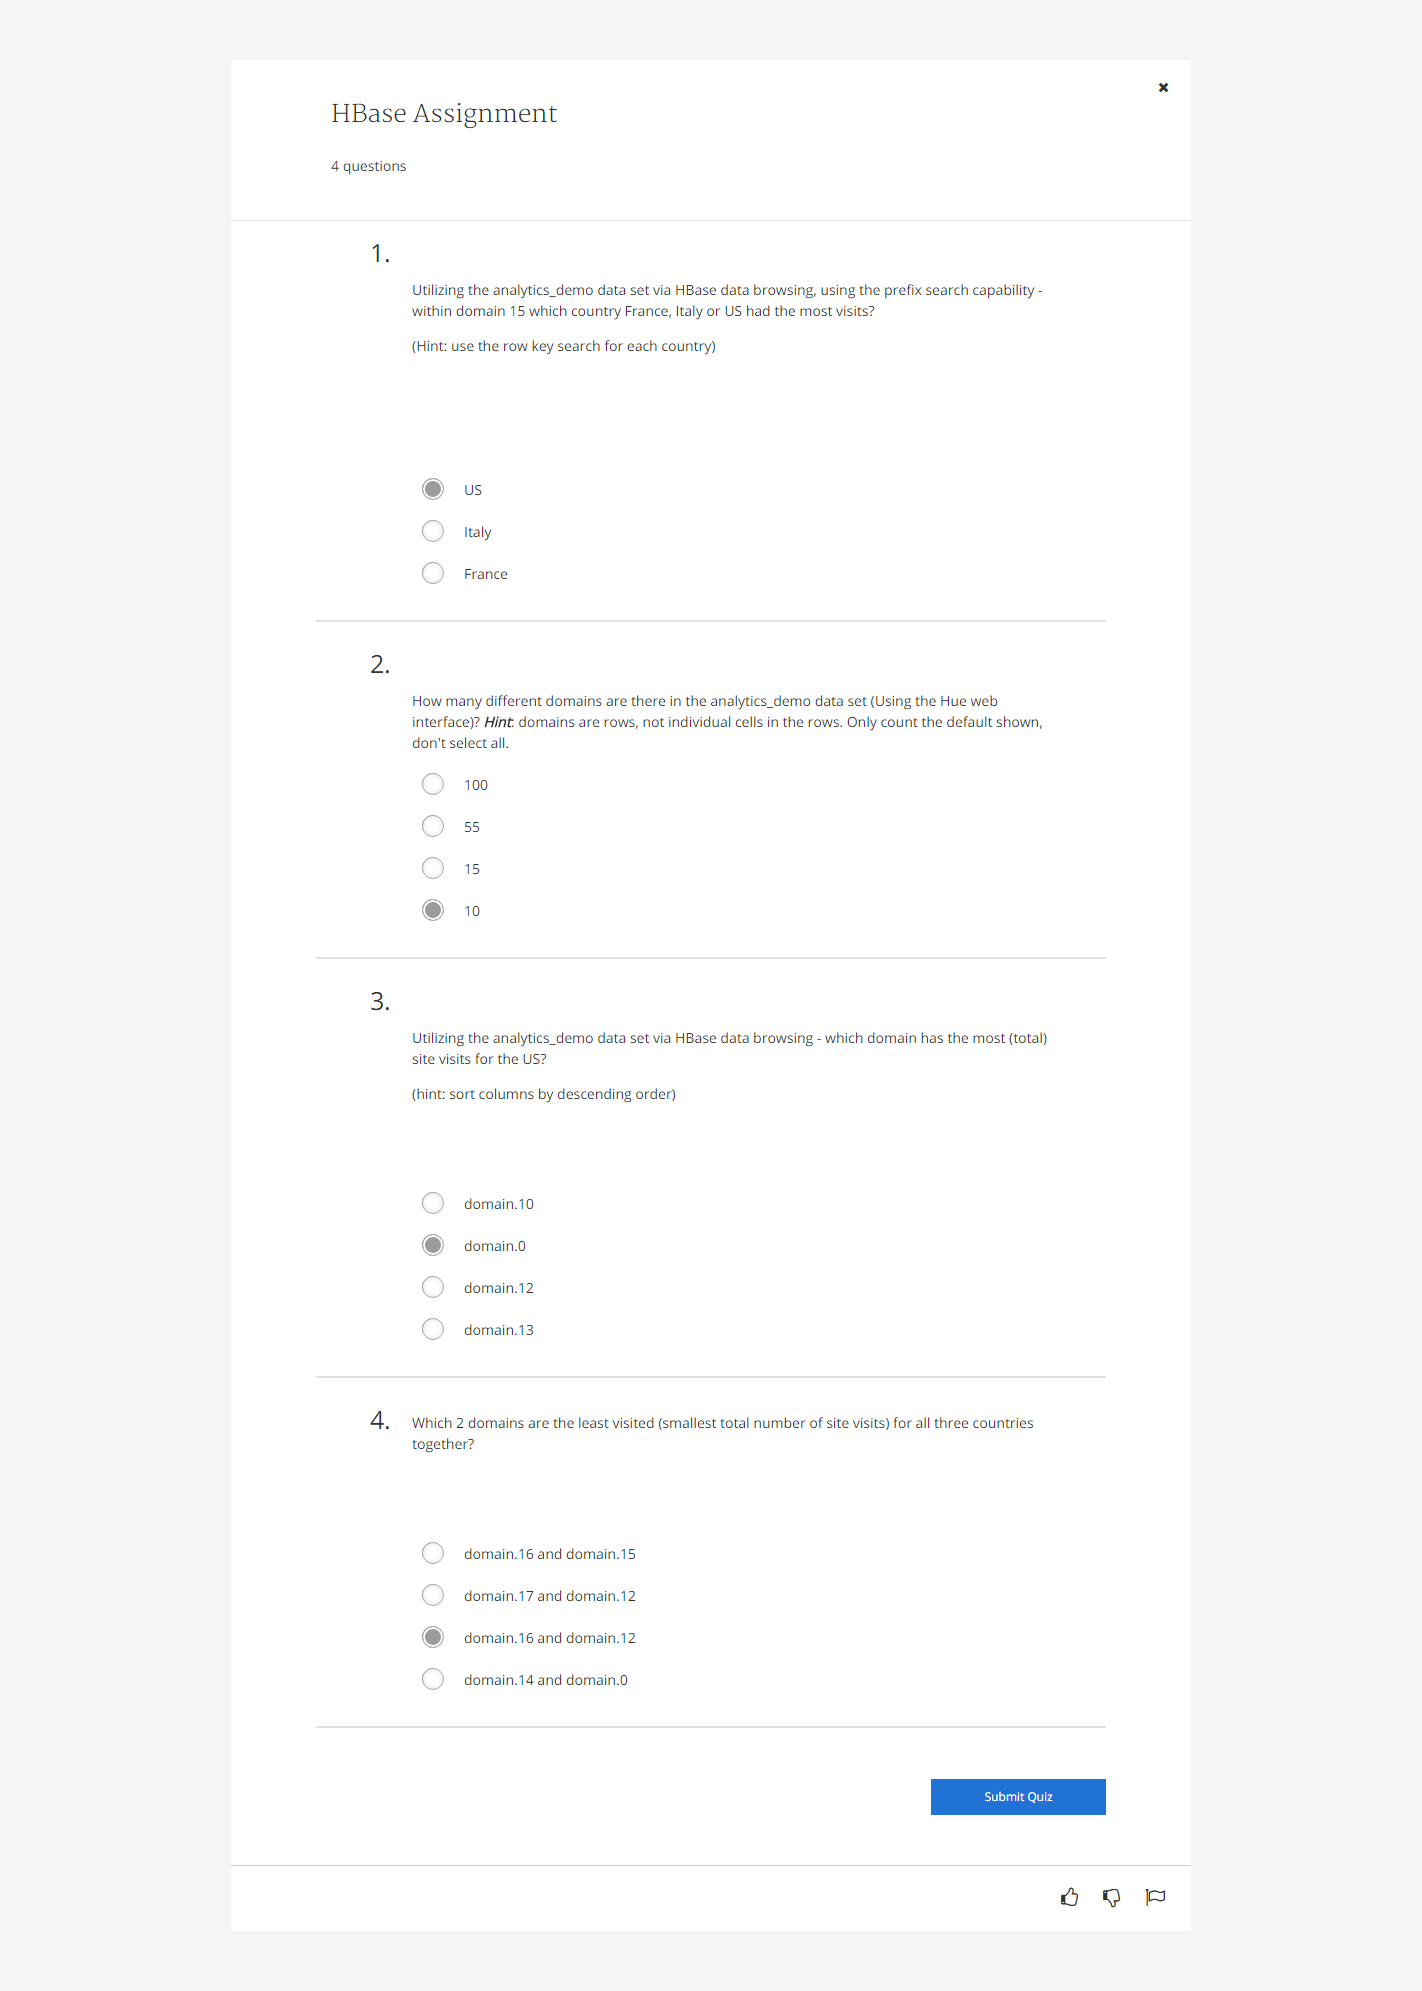 HBase Assignment
4 questions
1.
Utilizing the analytics_demo data set via HBase data browsing, using the prefix search capability -
within domain 15 which country France, Italy or US had the most visits?
(Hint: use the row key search for each country)
US
Italy
France
2.
How many different domains are there in the analytics_demo data set (Using the Hue web
interface)? Hint: domains are rows, not individual cells in the rows. Only count the default shown,
don't select all.
100
55
15
10
3.
Utilizing the analytics_demo data set via HBase data browsing - which domain has the most (total)
site visits for the US?
(hint: sort columns by descending order)
domain.10
domain.0
domain.12
domain.13
4. Which 2 domains are the least visited (smallest total number of site visits) for all three countries
together?
domain.16 and domain.15
domain.17 and domain.12
domain.16 and domain.12
domain.14 and domain.0
Submit Quiz